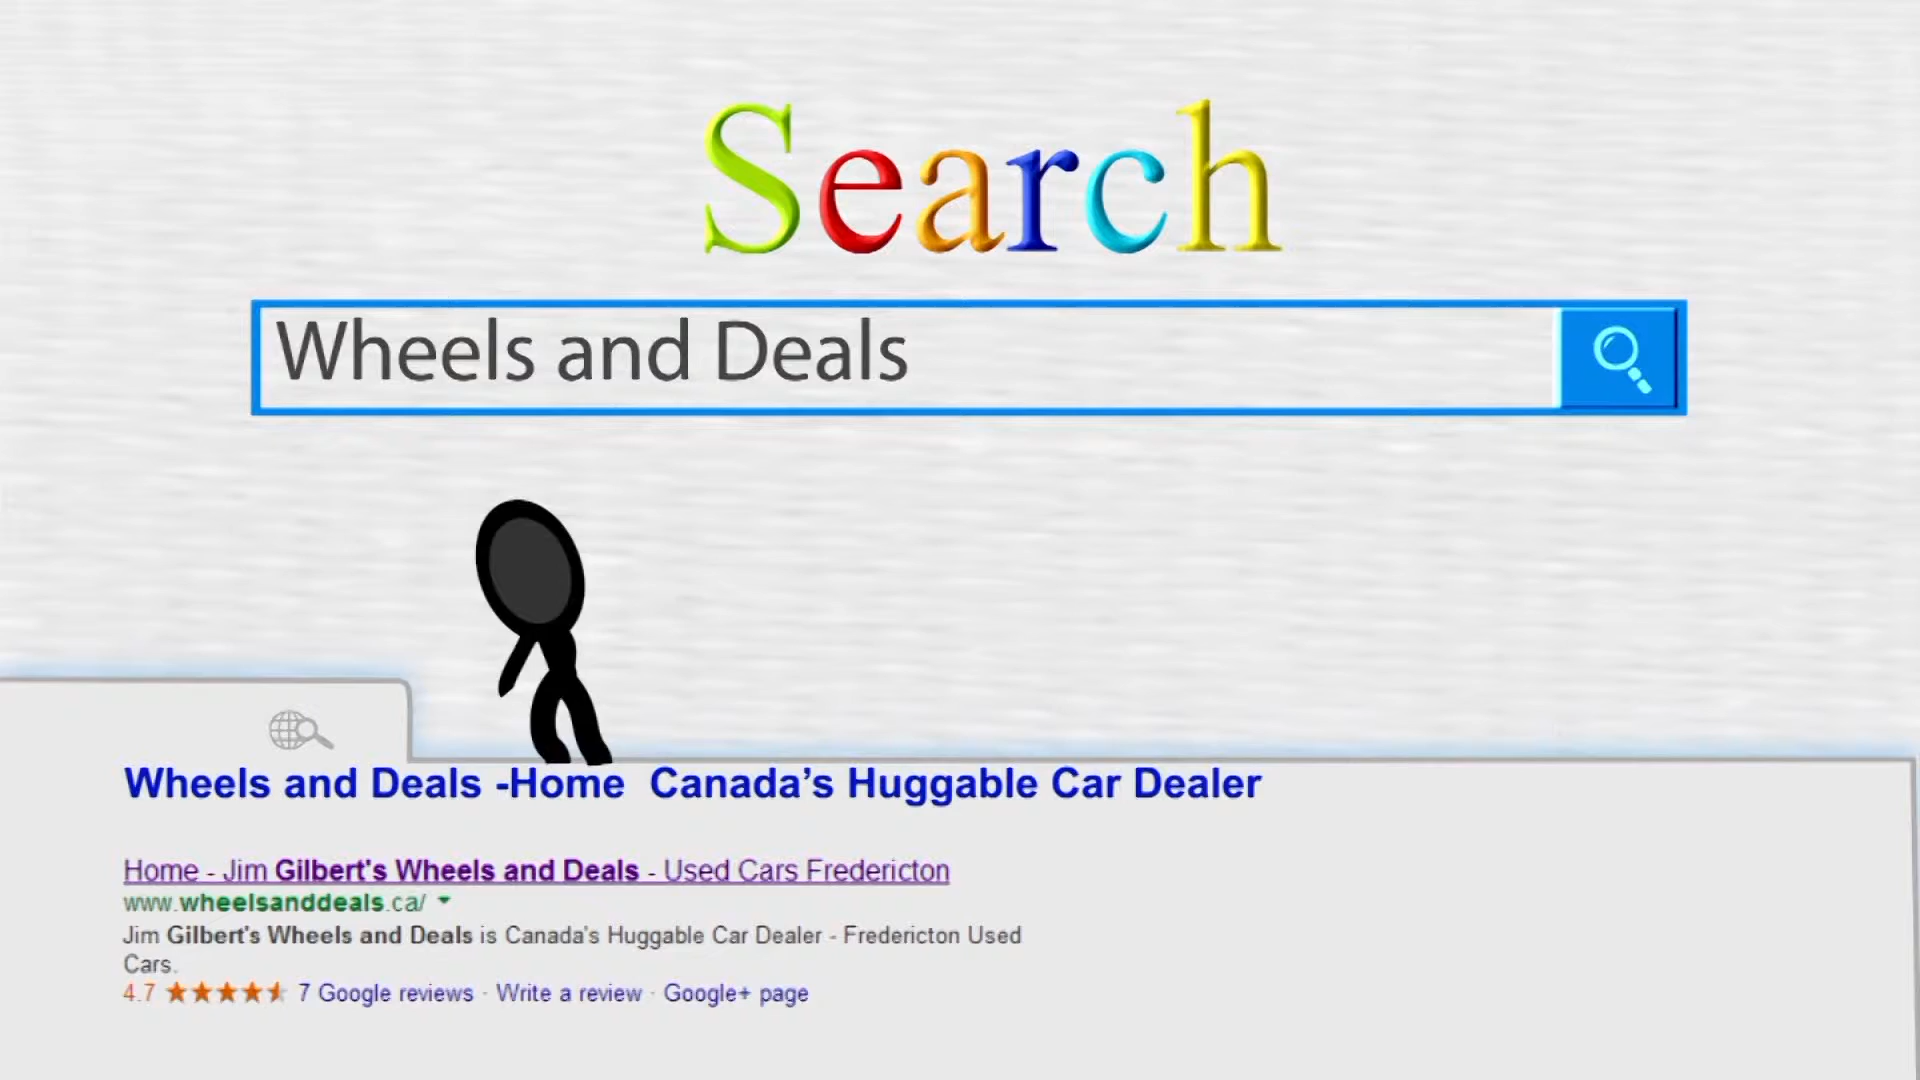 Search
Wheels and Deals
Wheels and Deals -Home  Canada’s Huggable Car Dealer
Home - Jim Gilbert's Wheels and Deals - Used Cars Fredericton
www.wheelsanddeals.ca/
Jim Gilbert's Wheels and Deals is Canada's Huggable Car Dealer - Fredericton Used
Cars.
4.7 ★★★★★ 7 Google reviews · Write a review · Google+ page